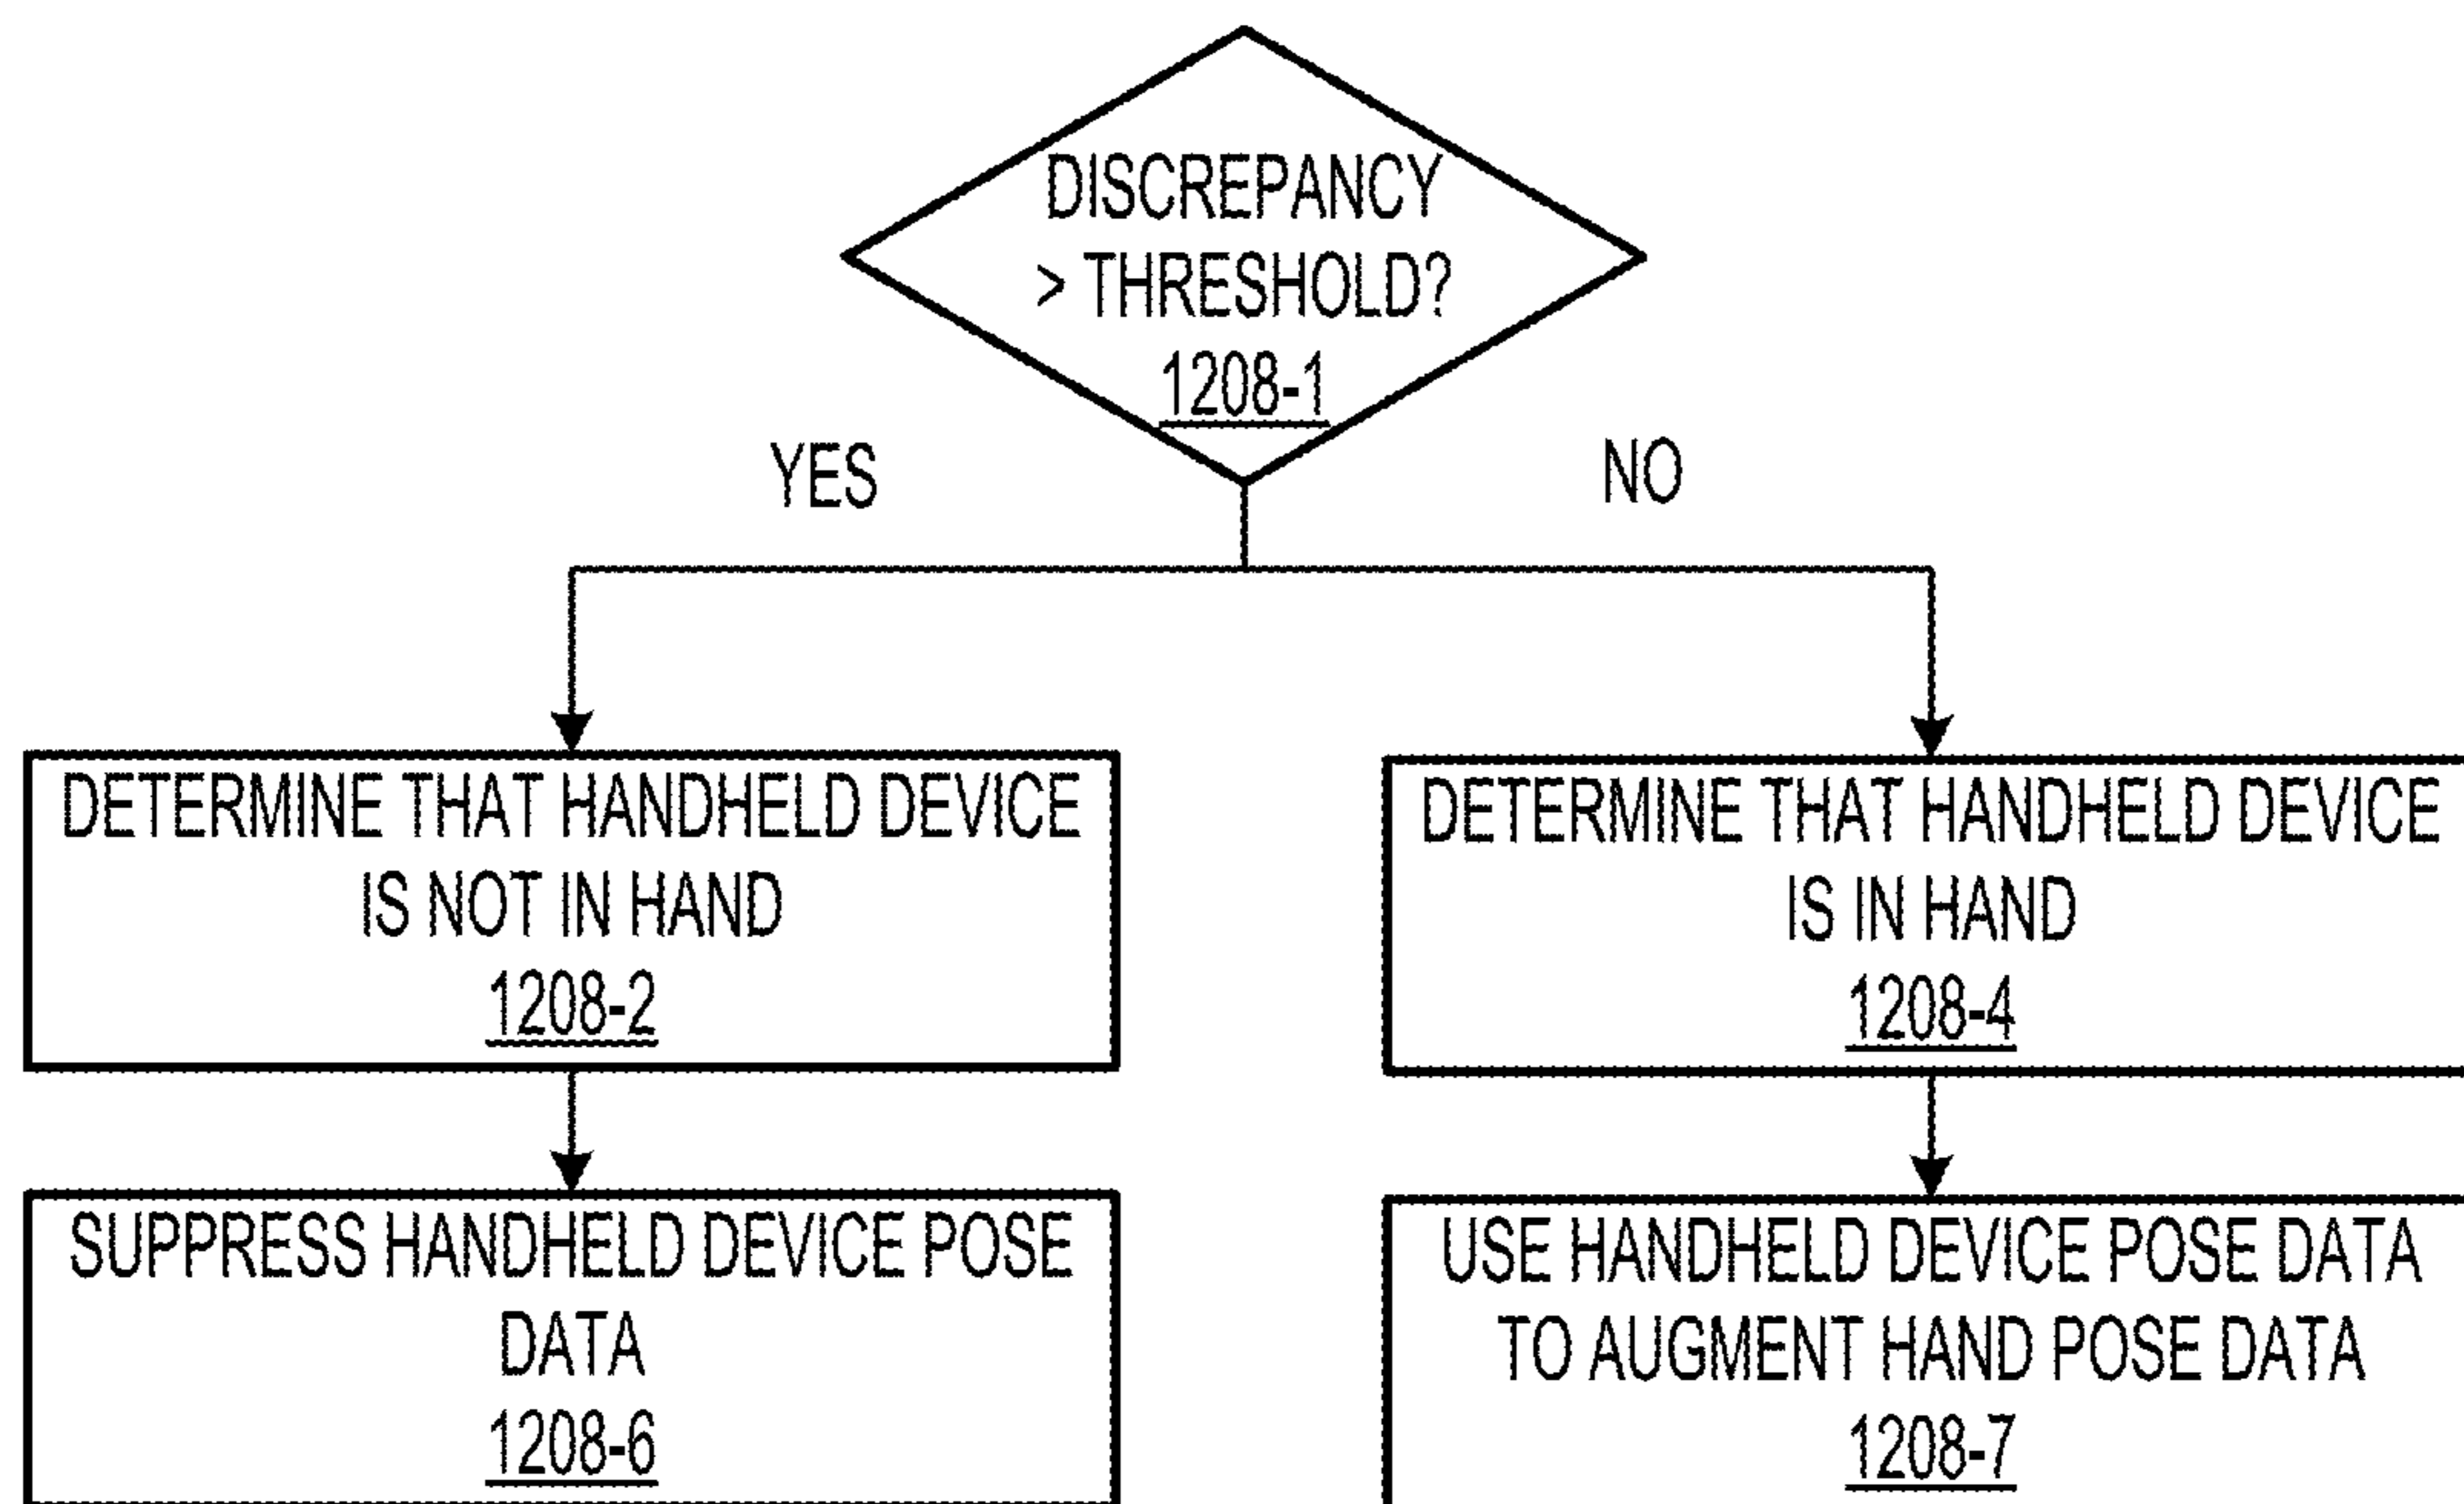 DISCREPANCY
> THRESHOLD?
1208-1
YES
NO
DETERMINE THAT HANDHELD DEVICE
IS NOT IN HAND
1208-2
DETERMINE THAT HANDHELD DEVICE
IS IN HAND
1208-4
SUPPRESS HANDHELD DEVICE POSE
DATA
1208-6
USE HANDHELD DEVICE POSE DATA
TO AUGMENT HAND POSE DATA
1208-7